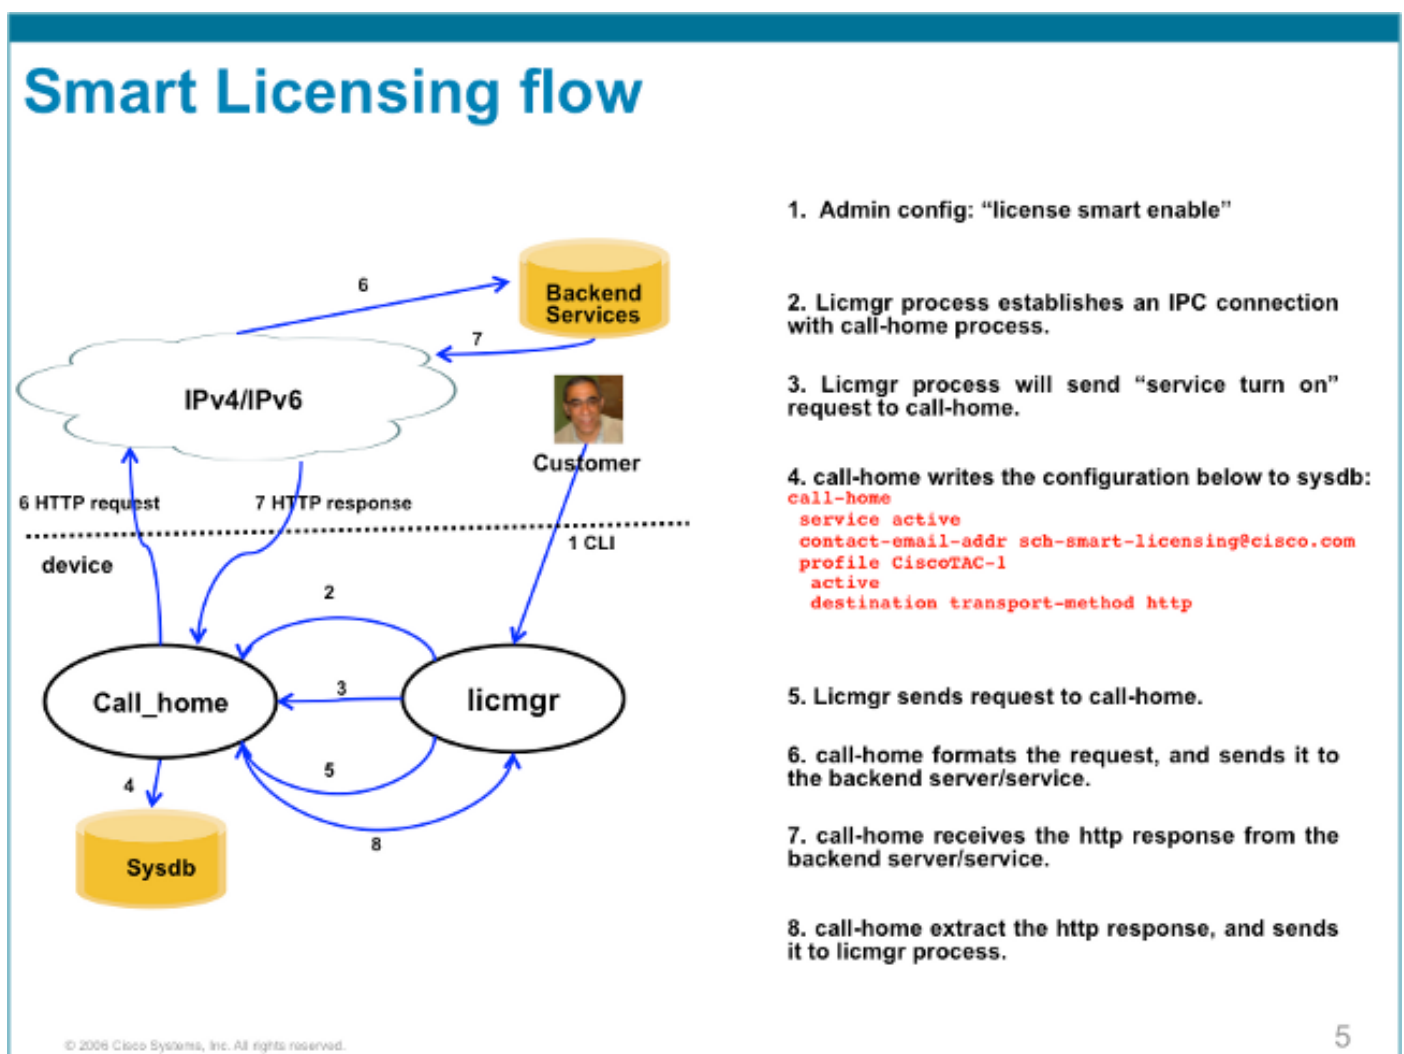 Smart Licensing flow
6
Backend
Services
7
IPv4/IPv6
Customer
6 HTTP request
7 HTTP response
1 CLI
device
2
Call_home
3
licmgr
5
4
8
Sysdb
1. Admin config: “license smart enable”
2. Licmgr process establishes an IPC connection
with call-home process.
3. Licmgr process will send “service turn on”
request to call-home.
4. call-home writes the configuration below to sysdb:
call-home
service active
contact-email-addr sch-smart-licensing@cisco.com
profile CiscoTAC-1
active
destination transport-method http
5. Licmgr sends request to call-home.
6. call-home formats the request, and sends it to
the backend server/service.
7. call-home receives the http response from the
backend server/service.
8. call-home extract the http response, and sends
it to licmgr process.
© 2006 Cisco Systems, Inc. All rights reserved.
5